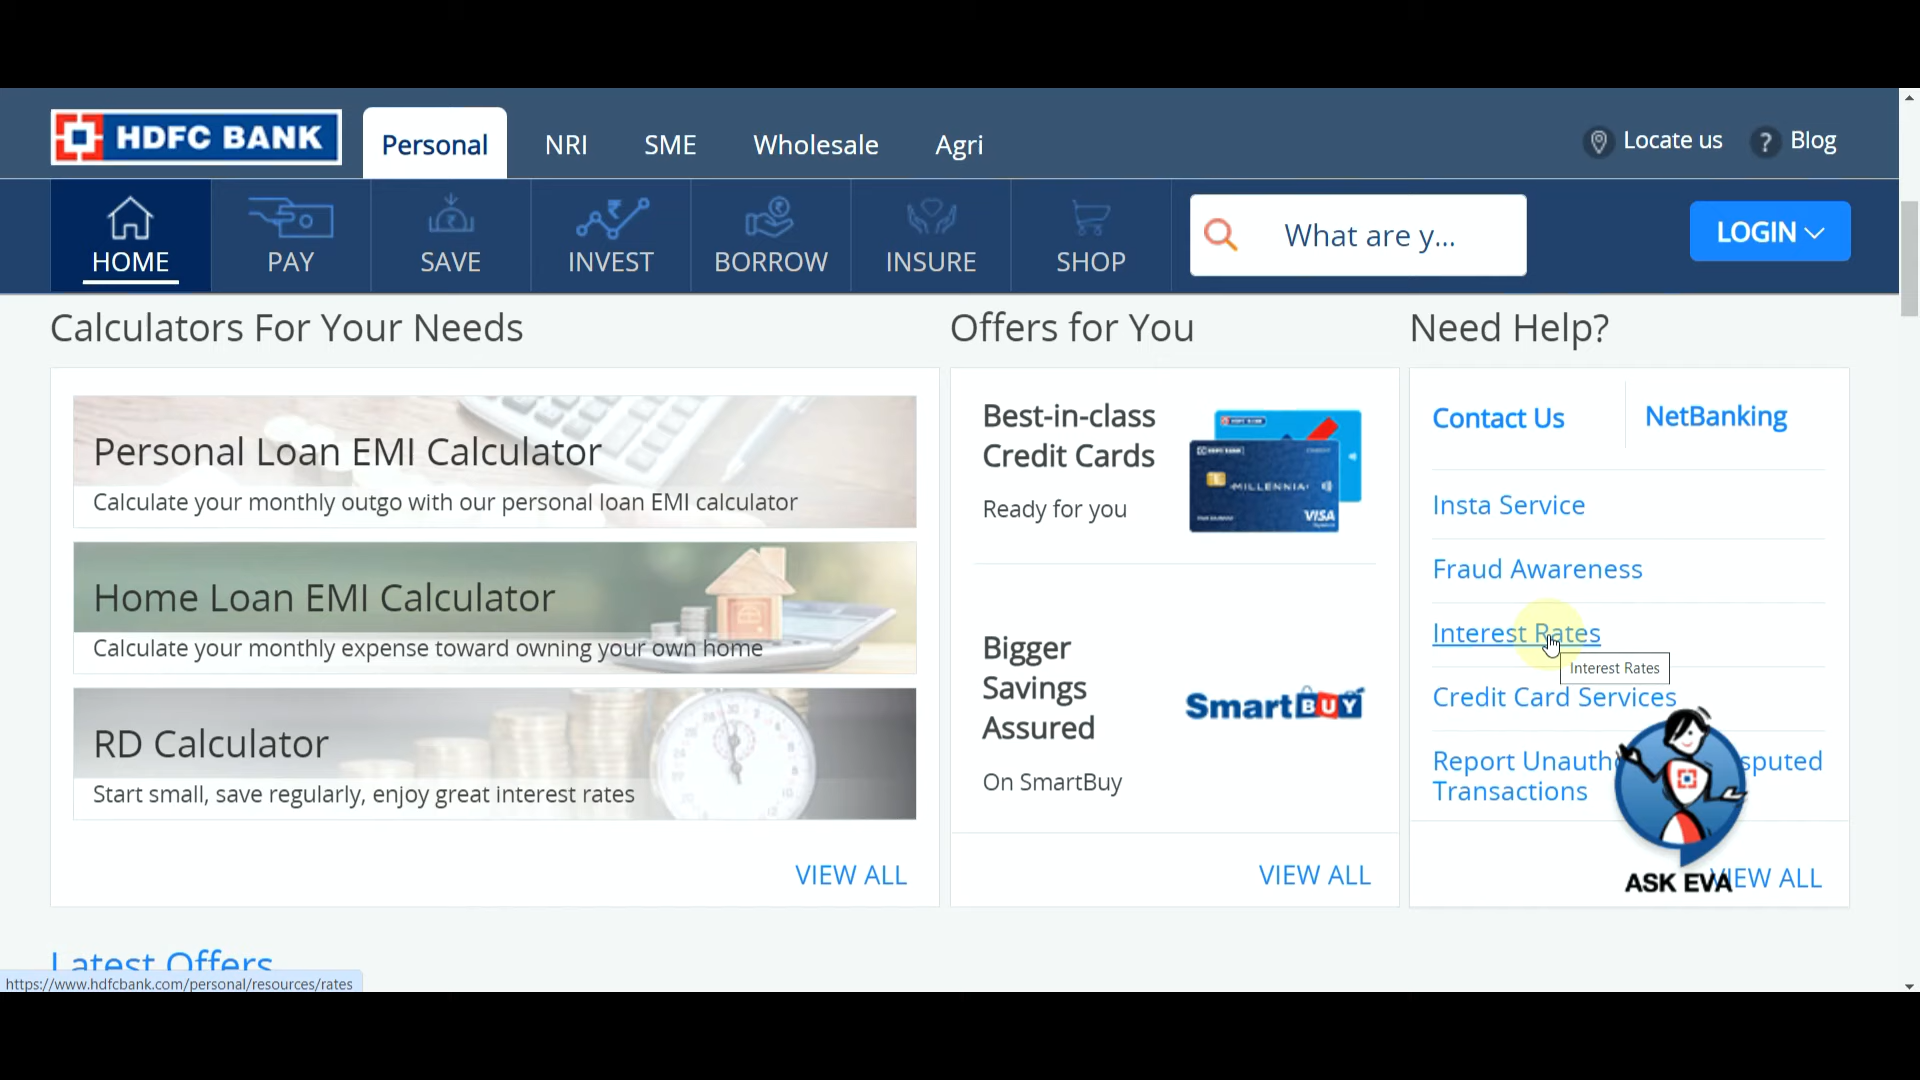 HDFC BANK
Personal
NRI
SME
Wholesale
Agri
Locate us
? Blog
HOME
PAY
SAVE
INVEST
BORROW
INSURE
SHOP
What are y...
LOGIN
Calculators For Your Needs
Personal Loan EMI Calculator
Calculate your monthly outgo with our personal loan EMI calculator
Home Loan EMI Calculator
Calculate your monthly expense toward owning your own home
RD Calculator
Start small, save regularly, enjoy great interest rates
VIEW ALL
Offers for You
Best-in-class
Credit Cards
Ready for you
MILLENNIA
VISA
Bigger
Savings
Assured
On SmartBuy
SmartBUY
VIEW ALL
Need Help?
Contact Us
NetBanking
Insta Service
Fraud Awareness
Interest Rates
Interest Rates
Credit Card Services
Report Unauth sputed
Transactions
ASK EVA
VIEW ALL
Latest Offers
https://www.hdfcbank.com/personal/resources/rates